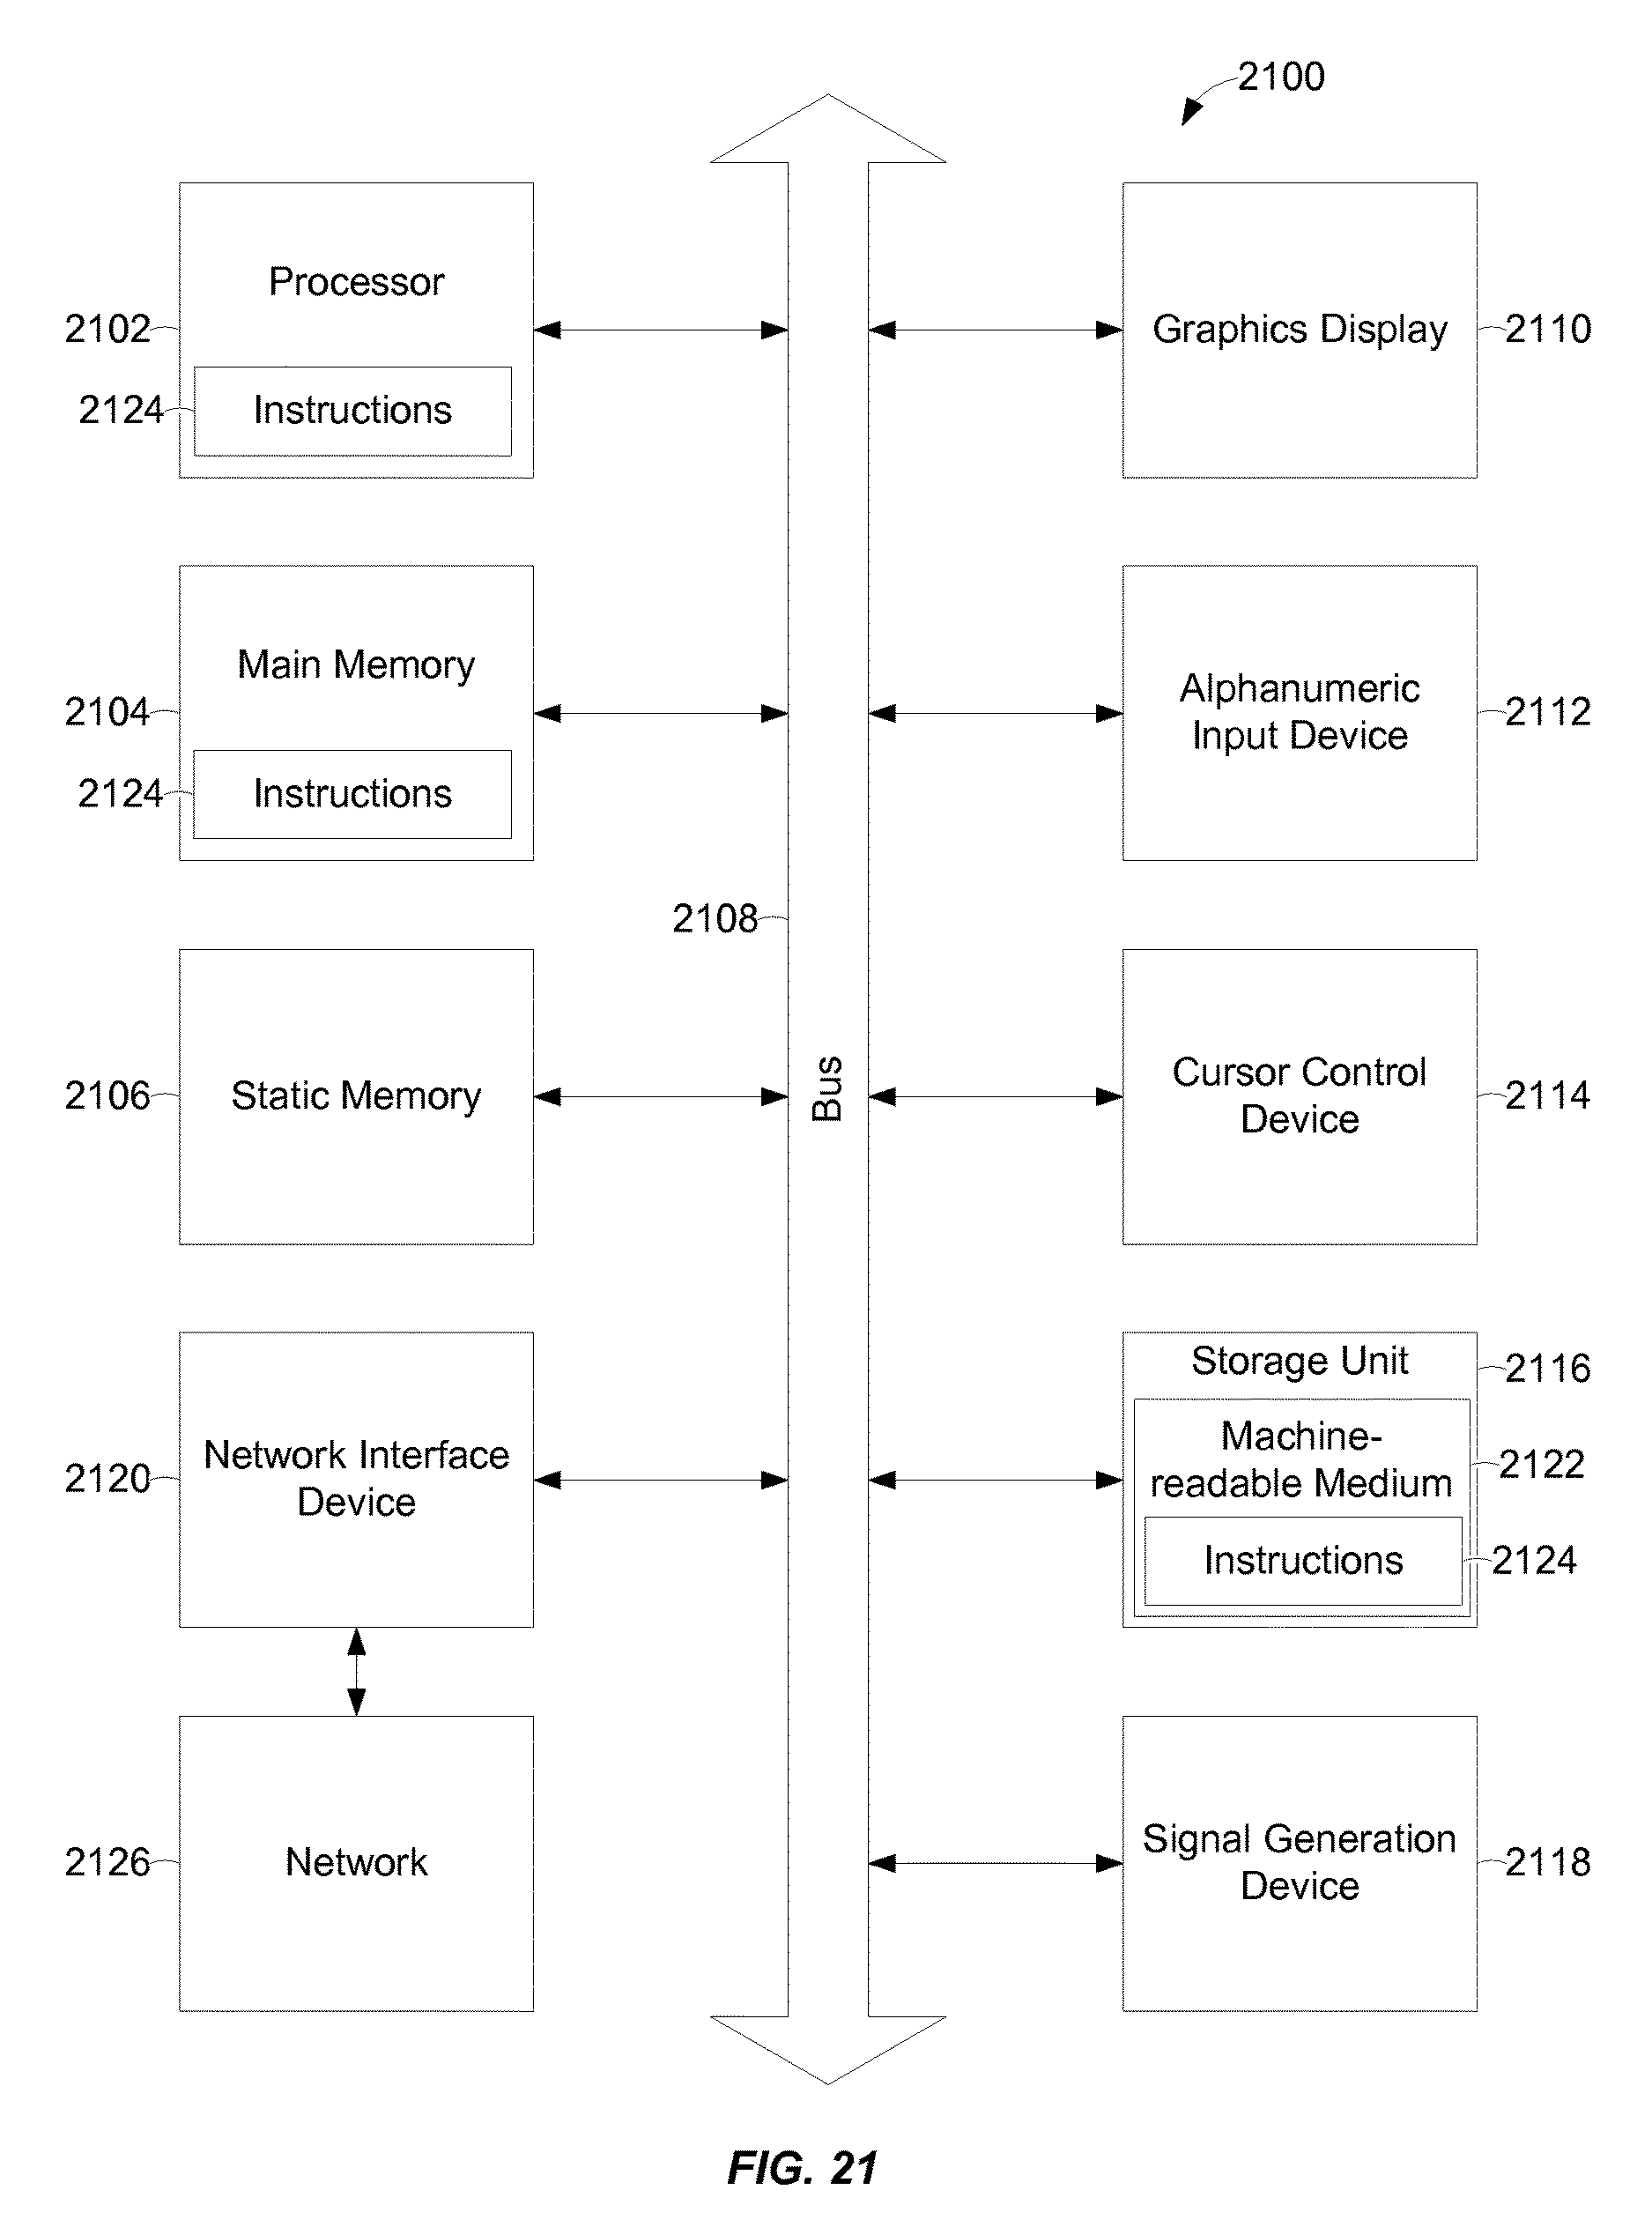 2100
Processor
2102
2124
Instructions
Graphics Display
2110
Main Memory
2104
2124
Instructions
Alphanumeric
Input Device
2112
2108
Bus
Static Memory
2106
Cursor Control
Device
2114
Network Interface
Device
2120
Storage Unit
2116
Machine-
readable Medium
2122
Instructions
2124
Network
2126
Signal Generation
Device
2118
FIG. 21